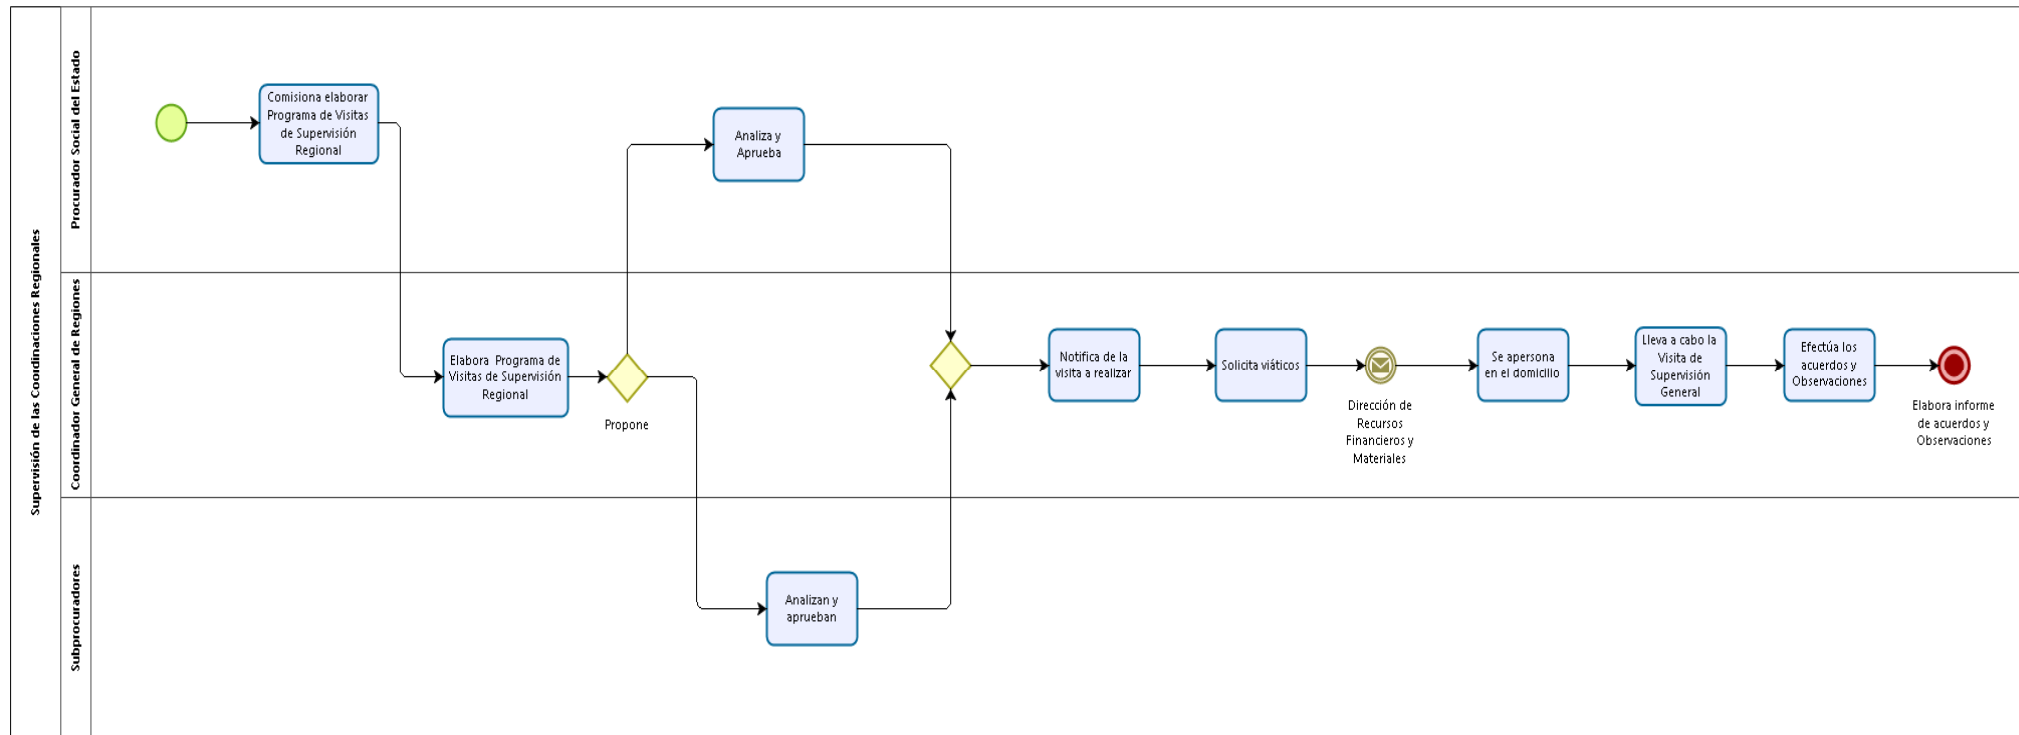 Supervisión de las Coordinaciones Regionales
Procurador Social del Estado
Comisiona elaborar
Programa de Visitas
de Supervisión
Regional
Analiza y
Aprueba
Coordinador General de Regiones
Elabora  Programa de
Visitas de Supervisión
Regional
Propone
Notifica de la
visita a realizar
Solicita viáticos
Dirección de
Recursos
Financieros y
Materiales
Se apersona
en el domicilio
Lleva a cabo la
Visita de
Supervisión
General
Efectúa los
acuerdos y
Observaciones
Elabora informe
de acuerdos y
Observaciones
Subprocuradores
Analizan y
aprueban